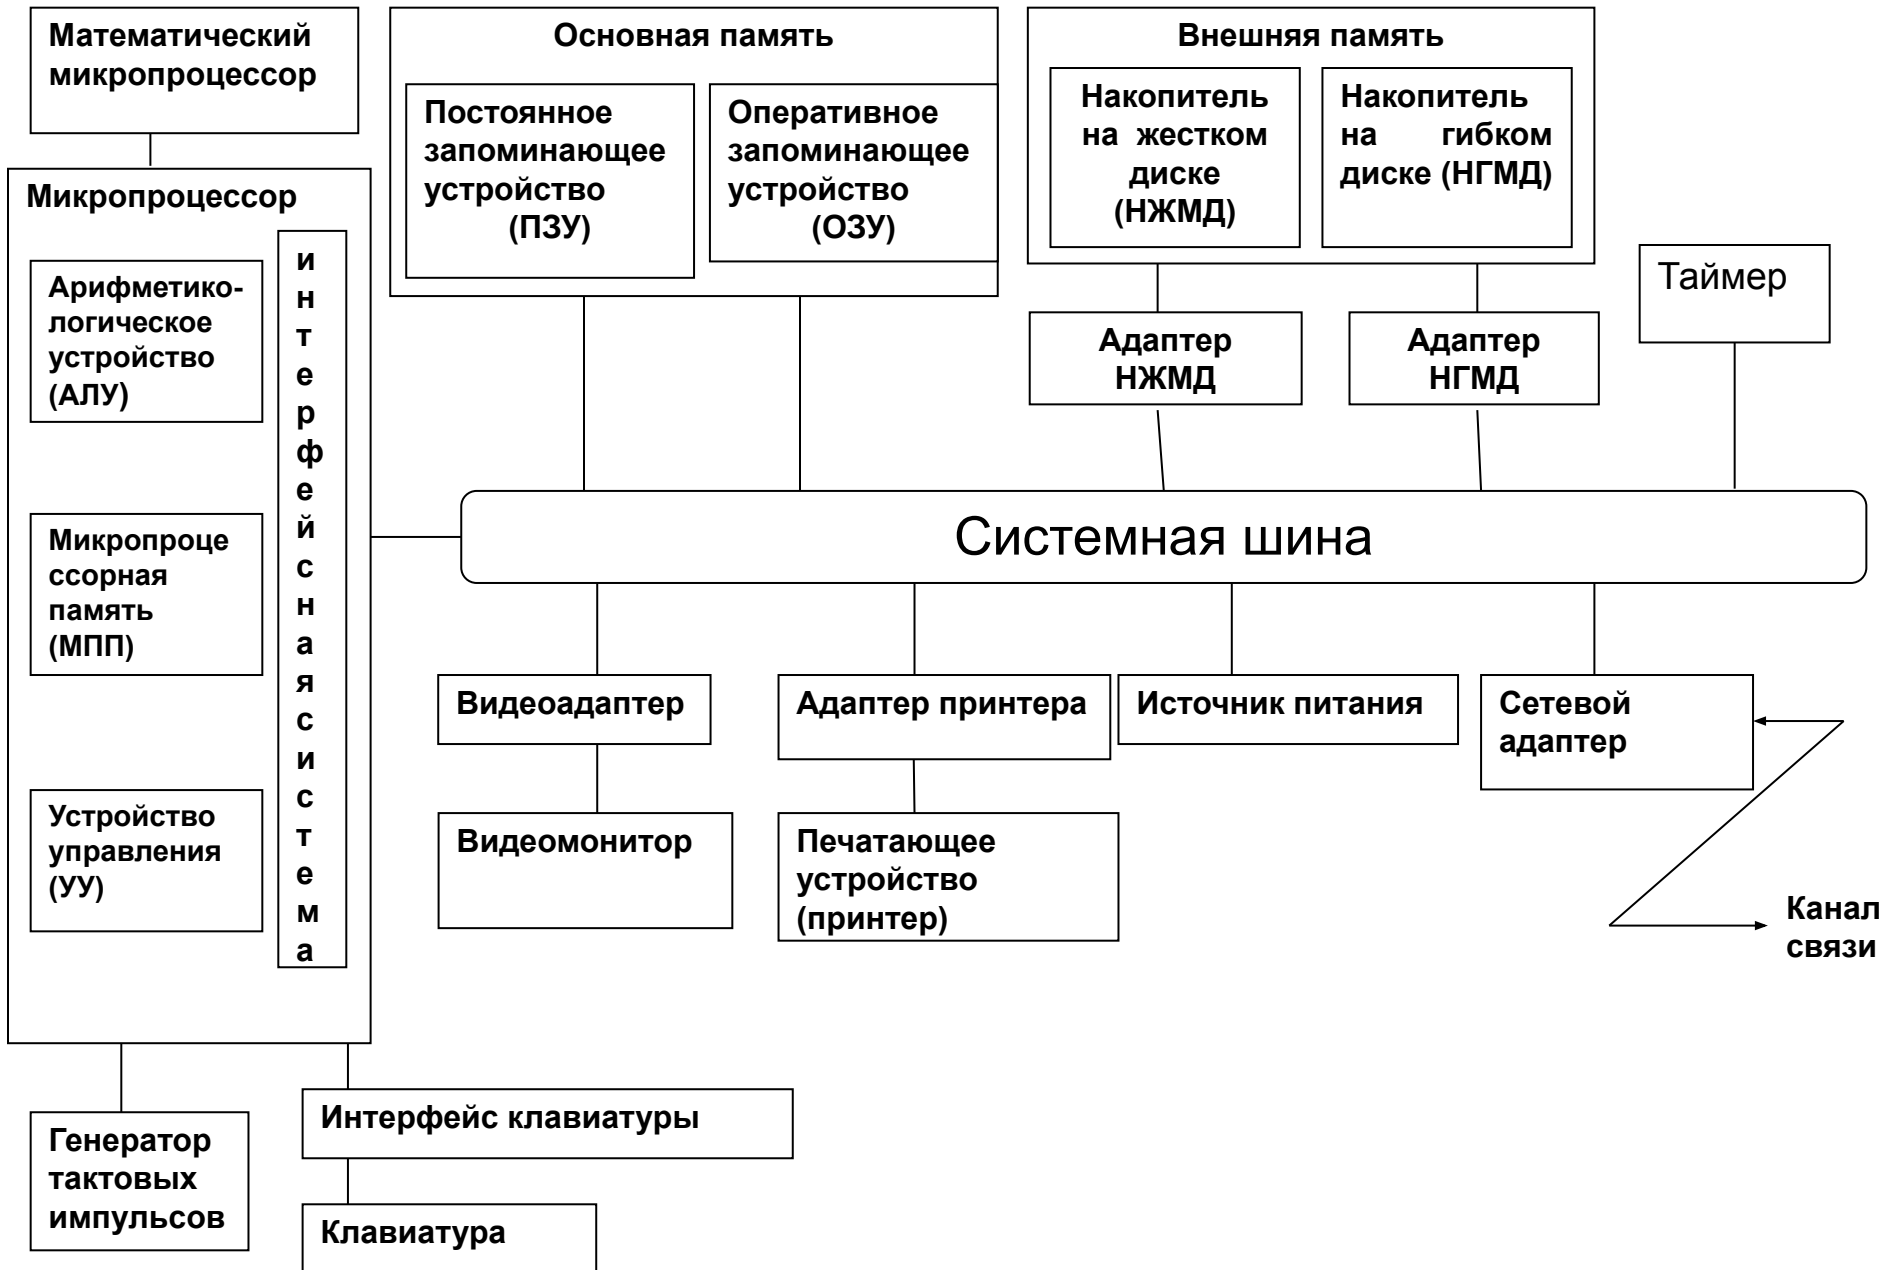 Математический
микропроцессор
Основная память
Постоянное
запоминающее
устройство
(ПЗУ)
Оперативное
запоминающее
устройство
(ОЗУ)
Внешняя память
Накопитель
на жестком
диске
(НЖМД)
Накопитель
на гибком
диске (НГМД)
Адаптер
НЖМД
Адаптер
НГМД
Таймер
Микропроцессор
Арифметико-
логическое
устройство
(АЛУ)
Микропроце
ссорная
память
(МПП)
Устройство
управления
(УУ)
и
н
т
е
р
ф
е
й
с
н
а
я
с
и
с
т
е
м
а
Системная шина
Видеоадаптер
Адаптер принтера
Источник питания
Сетевой
адаптер
Видеомонитор
Печатающее
устройство
(принтер)
Канал
связи
Генератор
тактовых
импульсов
Интерфейс клавиатуры
Клавиатура